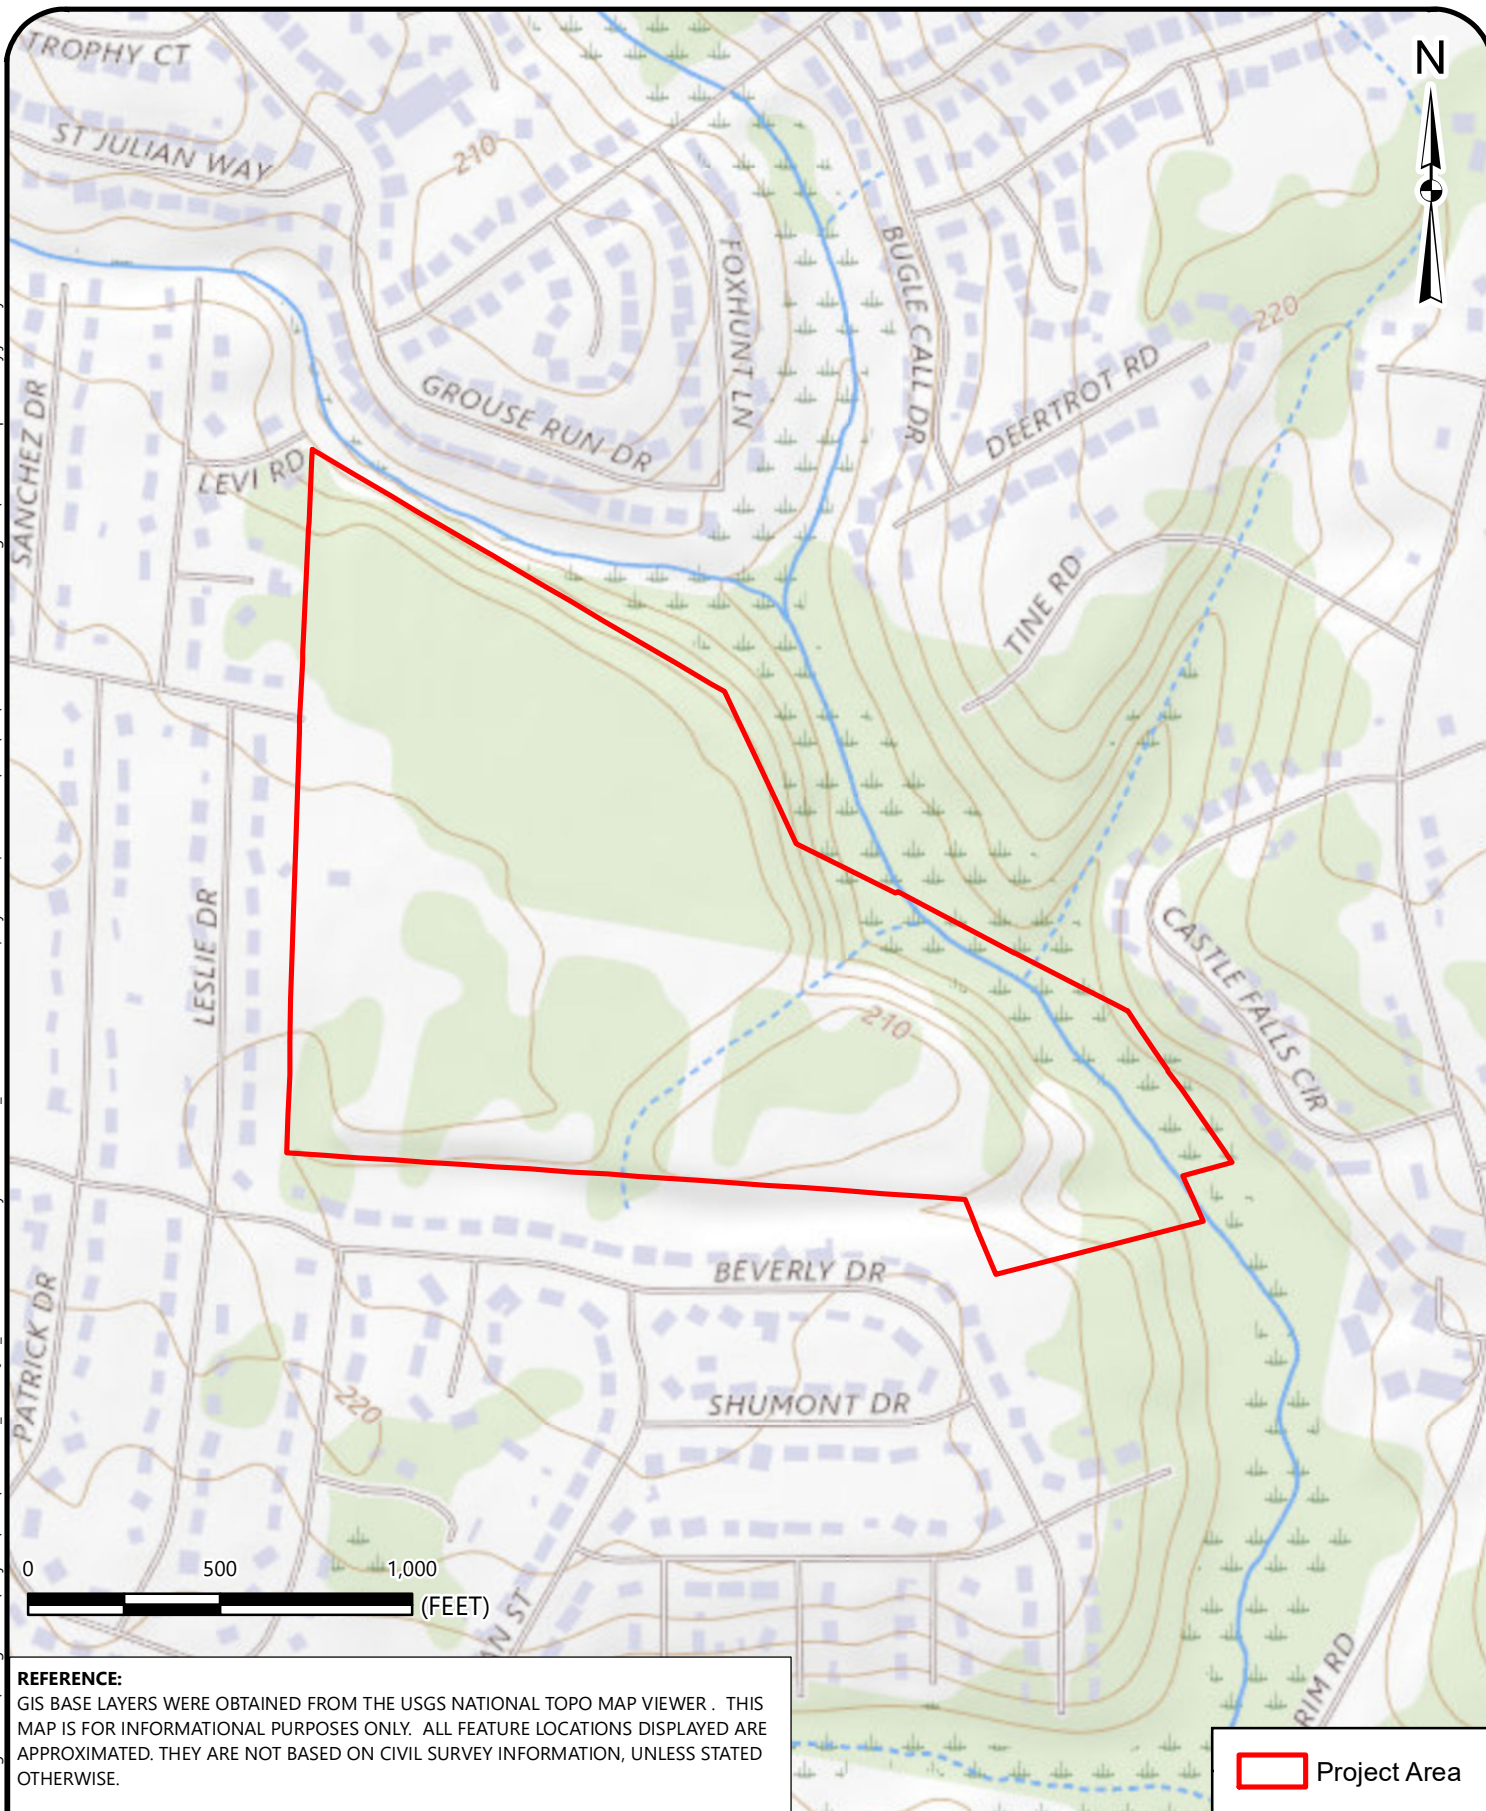 TROPHY CT
N
ST JULIAN WAY
210
FOXHUNT LN
BUGLE CALL DR
220
DEERTROT RD
SANCHEZ DR
GROUSE RUN DR
LEVI RD
TINE RD
LESLIE DR
CASTLE FALLS CIR
210
BEVERLY DR
PATRICK DR
220
SHUMONT DR
0 500 1,000
(FEET)
AN ST
RIM RD
REFERENCE:
GIS BASE LAYERS WERE OBTAINED FROM THE USGS NATIONAL TOPO MAP VIEWER . THIS
MAP IS FOR INFORMATIONAL PURPOSES ONLY. ALL FEATURE LOCATIONS DISPLAYED ARE
APPROXIMATED. THEY ARE NOT BASED ON CIVIL SURVEY INFORMATION, UNLESS STATED
OTHERWISE.
Project Area